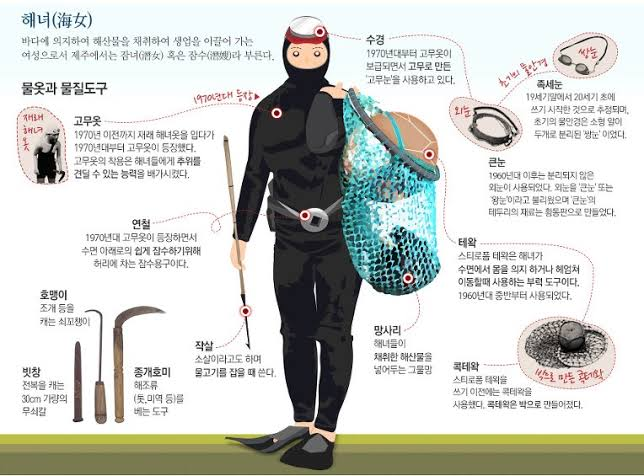 해녀(海女)
바다에 의지하여 해산물을 채취하여 생업을 이끌어 가는
여성으로서 제주에서는 잠녀(潛女) 혹은 잠수(潛嫂)라 부른다.
물옷과 물질도구
재래
해녀
옷
1970년대 등장
고무옷
1970년 이전까지 재래 해녀옷을 입다가
1970년대부터 고무옷이 등장했다.
고무옷의 착용은 해녀들에게 추위를
견딜 수 있는 능력을 배가시켰다.
연철
1970년대 고무옷이 등장하면서
수면 아래로의 쉽게 잠수하기위해
허리에 차는 잠수용구이다.
호맹이
조개 등을
캐는 쇠꼬챙이
빗창
전복을 캐는
30cm 가량의
무쇠칼
종개호미
해조류
(톳,미역 등)를
베는 도구
작살
소살이라고도 하며
물고기를 잡을 때 쓴다.
수경
1970년대부터 고무옷이
보급되면서 고무로 만든
'고무눈'을 사용하고 있다.
초기의 물안경
쌍눈
외눈
족세눈
19세기말에서 20세기 초에
쓰기 시작한 것으로 추정되며,
초기의 물안경은 소형 알이
두개로 분리된 '쌍눈' 이었다.
큰눈
1960년대 이후는 분리되지 않은
외눈이 사용되었다. 외눈을 '큰눈' 또는
'왕눈'이라고 불리웠으며 '큰눈'의
테두리의 재료는 황동판으로 만들었다.
테왁
스티로폼 테왁은 해녀가
수면에서 몸을 의지 하거나 헤엄쳐
이동할때 사용하는 부력 도구이다.
1960년대 중반부터 사용되었다.
망사리
해녀들이
채취한 해산물을
넣어두는 그물망
콕테왁
스티로폼 테왁을
쓰기 이전에는 콕테왁을
사용했다. 콕테왁은 박으로 만들어졌다.
박으로 만든 콕테왁